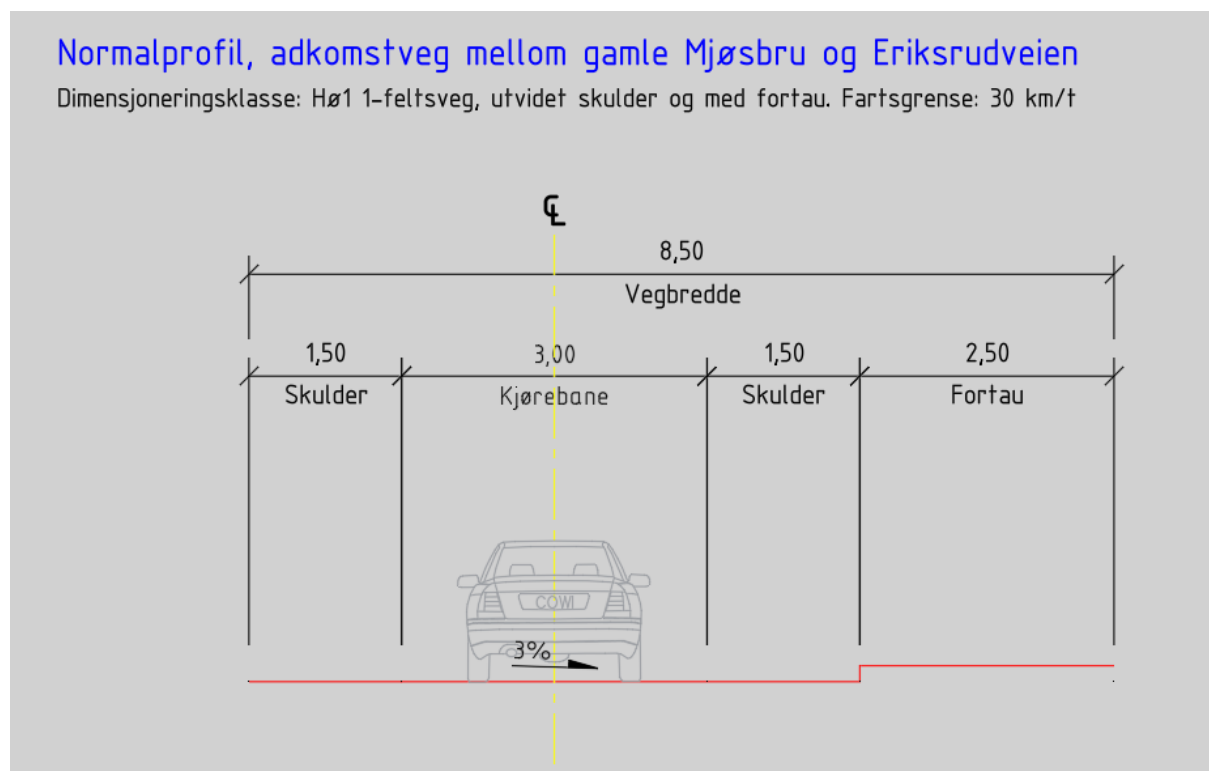 Normalprofil, adkomstveg mellom gamle Mjøsbru og Eriksrudveien
Dimensjoneringsklasse: Hø1 1-feltsveg, utvidet skulder og med fortau. Fartsgrense: 30 km/t
℄
8,50
Vegbredde
1,50 3,00 1,50 2,50
Skulder Kjørebane Skulder Fortau
COWI
3%